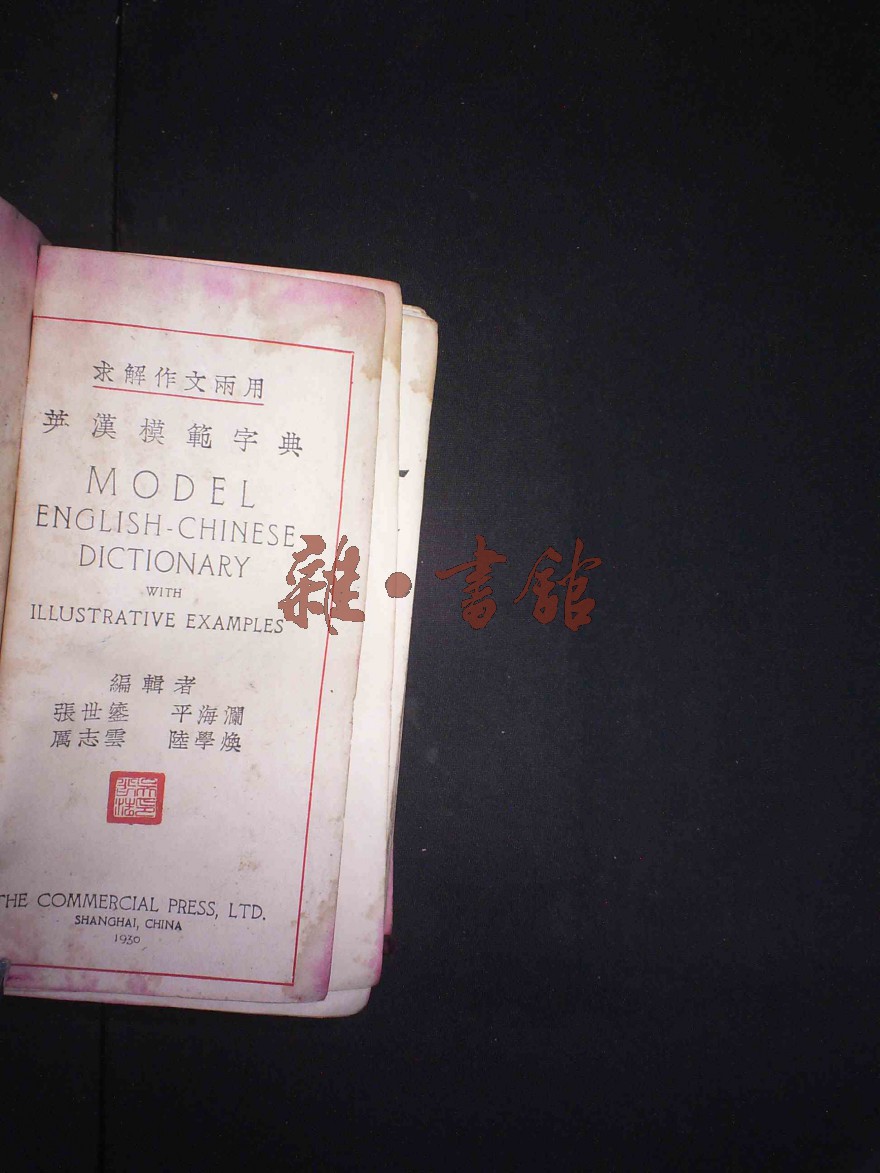 求解作文兩用
英漢模範字典
MODEL
ENGLISH-CHINESE
DICTIONARY
WITH
ILLUSTRATIVE EXAMPLES
雜·書館
編輯者
張世鎏 平海瀾
厲志雲 陸學煥
THE COMMERCIAL PRESS, LTD.
SHANGHAI, CHINA
1930